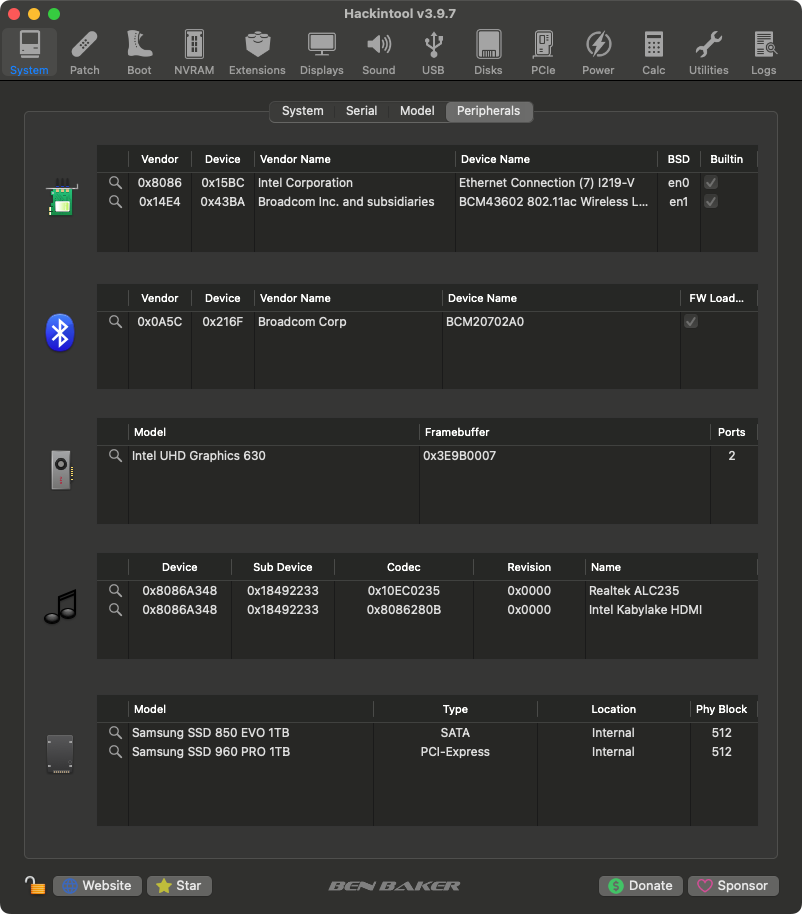 Hackintool v3.9.7
System Patch Boot NVRAM Extensions Displays Sound USB Disks PCIe Power Calc Utilities Logs
System Serial Model Peripherals
Vendor Device Vendor Name Device Name BSD Builtin
0x8086 0x15BC Intel Corporation Ethernet Connection (7) I219-V en0
0x14E4 0x43BA Broadcom Inc. and subsidiaries BCM43602 802.11ac Wireless L... en1
Vendor Device Vendor Name Device Name FW Load...
0x0A5C 0x216F Broadcom Corp BCM20702A0
Model Framebuffer Ports
Intel UHD Graphics 630 0x3E9B0007 2
Device Sub Device Codec Revision Name
0x8086A348 0x18492233 0x10EC0235 0x0000 Realtek ALC235
0x8086A348 0x18492233 0x8086280B 0x0000 Intel Kabylake HDMI
Model Type Location Phy Block
Samsung SSD 850 EVO 1TB SATA Internal 512
Samsung SSD 960 PRO 1TB PCI-Express Internal 512
Website Star BEN BAKER Donate Sponsor